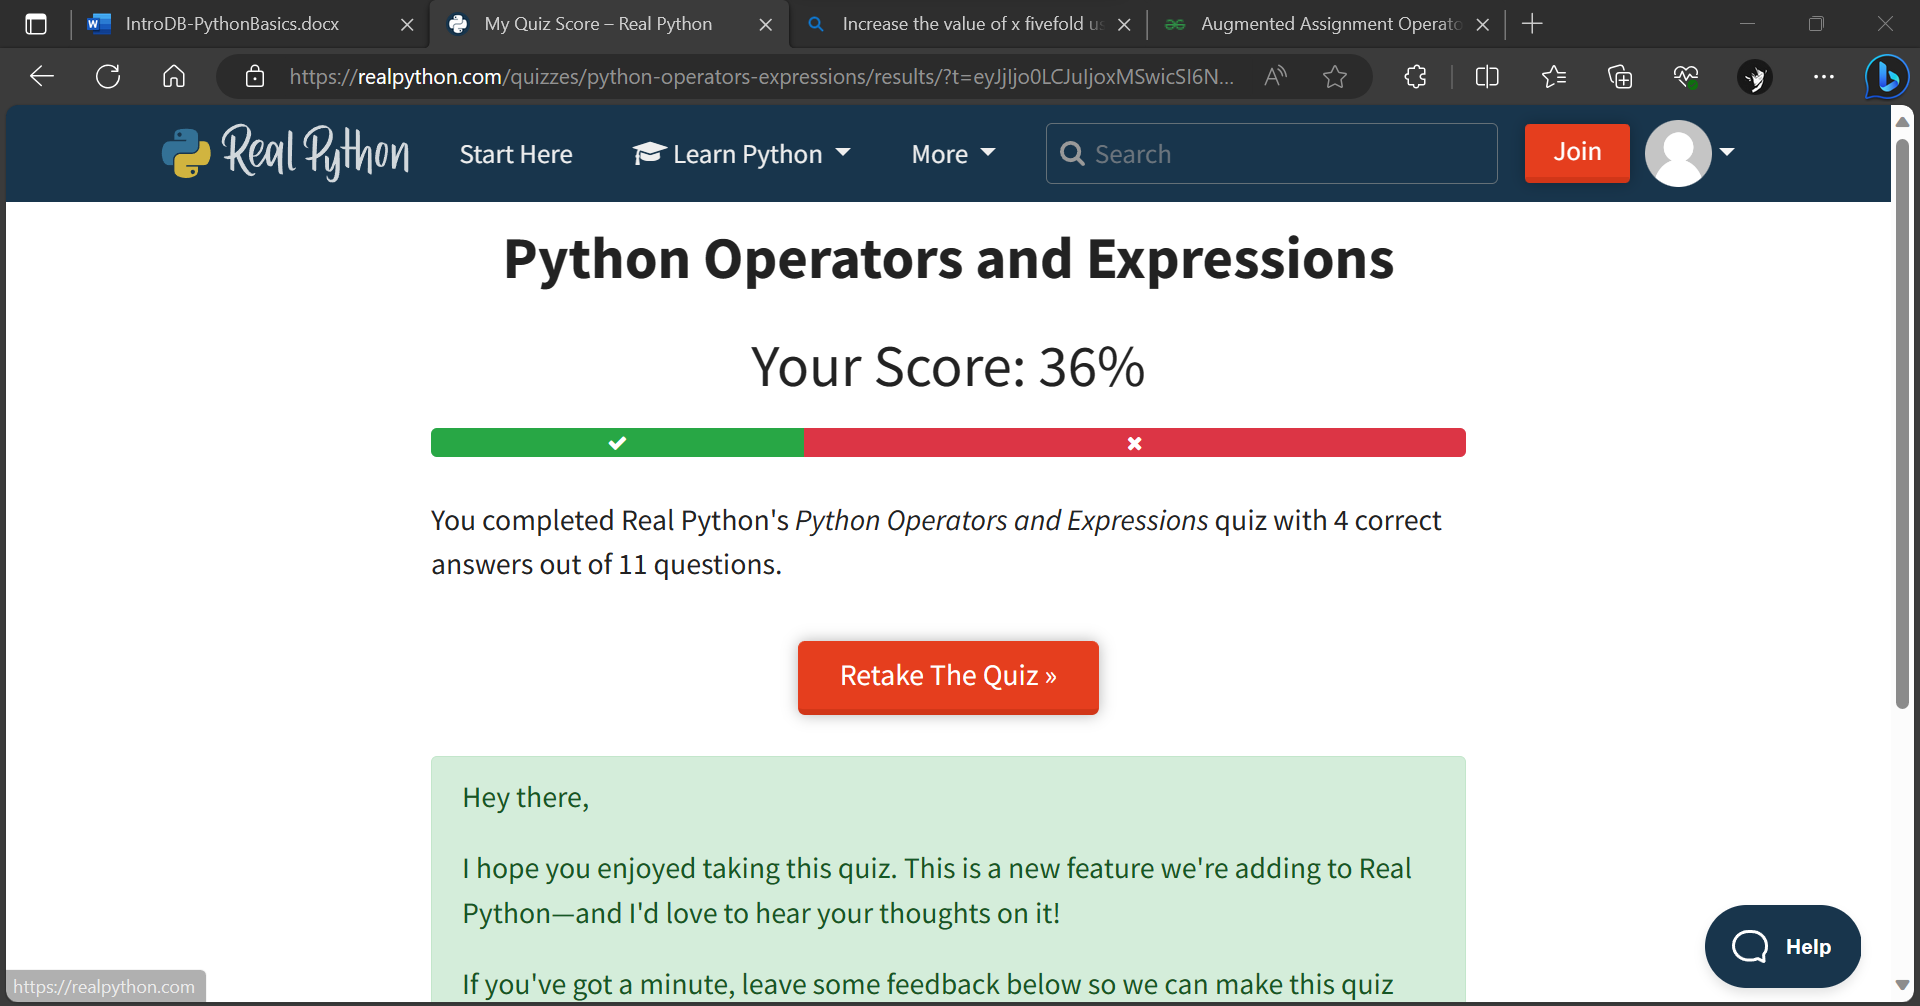 IntroDB-PythonBasics.docx
My Quiz Score – Real Python
Increase the value of x fivefold us
Augmented Assignment Operato
https://realpython.com/quizzes/python-operators-expressions/results/?t=eyJjIjo0LCJuIjoxMSwicSI6N...
Real Python
Start Here
Learn Python
More
Search
Join
Python Operators and Expressions
Your Score: 36%
You completed Real Python's Python Operators and Expressions quiz with 4 correct
answers out of 11 questions.
Retake The Quiz »
Hey there,
I hope you enjoyed taking this quiz. This is a new feature we're adding to Real
Python—and I'd love to hear your thoughts on it!
If you've got a minute, leave some feedback below so we can make this quiz
Help
https://realpython.com